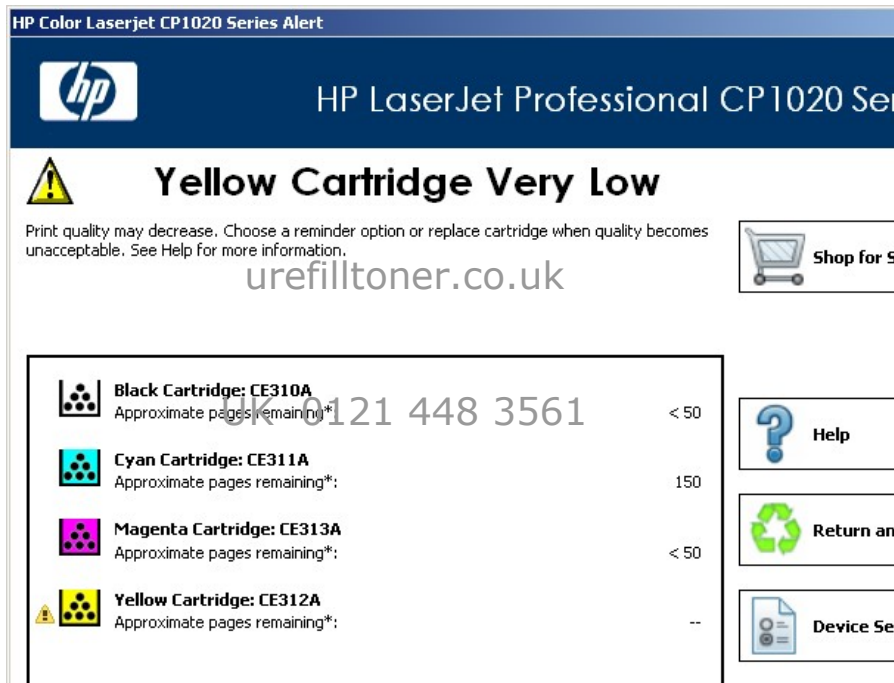 HP Color Laserjet CP1020 Series Alert
hp
HP LaserJet Professional CP1020 Ser
Yellow Cartridge Very Low
Print quality may decrease. Choose a reminder option or replace cartridge when quality becomes
unacceptable. See Help for more information.
urefilltoner.co.uk
Shop for S
Black Cartridge: CE310A
Approximate pages remaining*: < 50
UK 0121 448 3561
Cyan Cartridge: CE311A
Approximate pages remaining*: 150
Magenta Cartridge: CE313A
Approximate pages remaining*: < 50
Yellow Cartridge: CE312A
Approximate pages remaining*: --
Help
Return an
Device Se